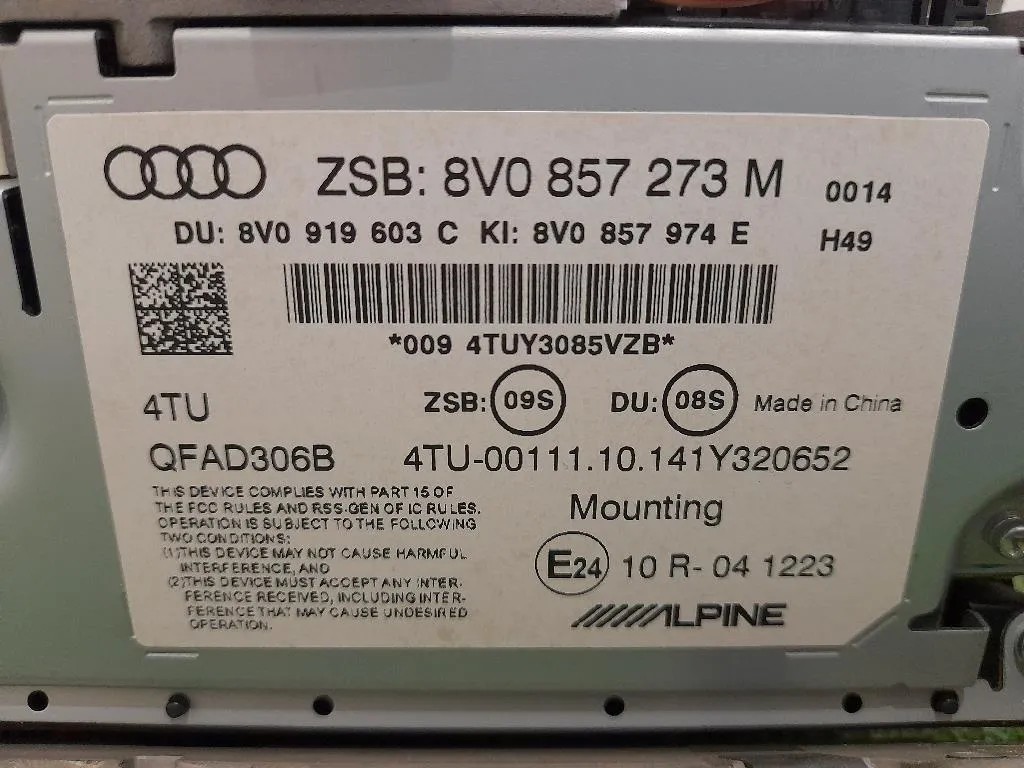 ZSB: 8V0 857 273 M 0014
DU: 8V0 919 603 C KI: 8V0 857 974 E H49
*009 4TUY3085VZB*
4TU ZSB: 09S DU: 08S Made in China
QFAD306B 4TU-00111.10.141Y320652
THIS DEVICE COMPLIES WITH PART 15 OF
THE FCC RULES AND RSS-GEN OF IC RULES.
OPERATION IS SUBJECT TO THE FOLLOWING
TWO CONDITIONS:
(1)THIS DEVICE MAY NOT CAUSE HARMFUL
INTERFERENCE, AND
(2)THIS DEVICE MUST ACCEPT ANY INTER-
FERENCE RECEIVED, INCLUDING INTER-
FERENCE THAT MAY CAUSE UNDESIRED
OPERATION.
Mounting
E24 10 R- 04 1223
ALPINE